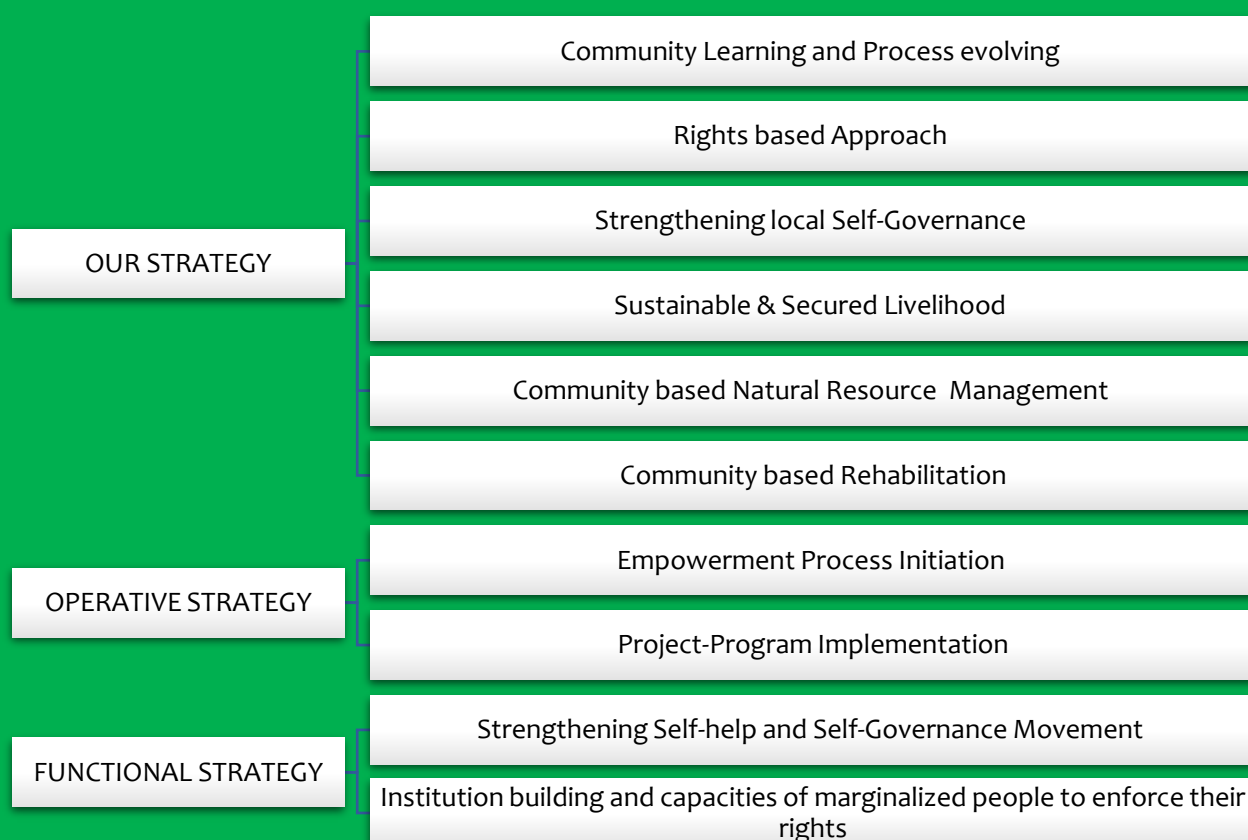 OUR STRATEGY
Community Learning and Process evolving
Rights based Approach
Strengthening local Self-Governance
Sustainable & Secured Livelihood
Community based Natural Resource  Management
Community based Rehabilitation
OPERATIVE STRATEGY
Empowerment Process Initiation
Project-Program Implementation
FUNCTIONAL STRATEGY
Strengthening Self-help and Self-Governance Movement
Institution building and capacities of marginalized people to enforce their
rights